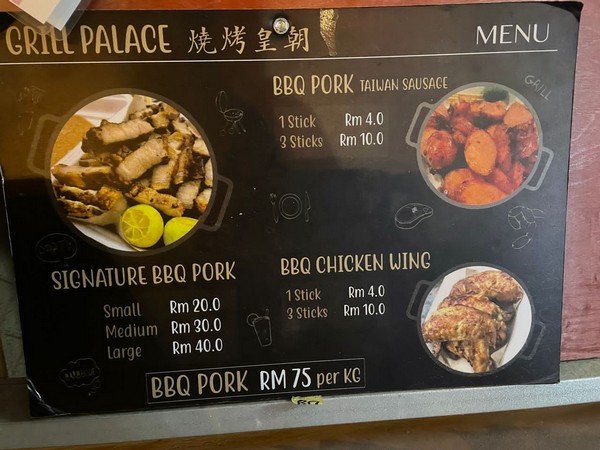 GRILL PALACE 燒烤皇朝
MENU
BBQ PORK TAIWAN SAUSAGE
1 Stick Rm 4.0
3 Sticks Rm 10.0
GRILL
SIGNATURE BBQ PORK
Small Rm 20.0
Medium Rm 30.0
Large Rm 40.0
BBQ CHICKEN WING
1 Stick Rm 4.0
3 Sticks Rm 10.0
BBQ PORK RM 75 per KG